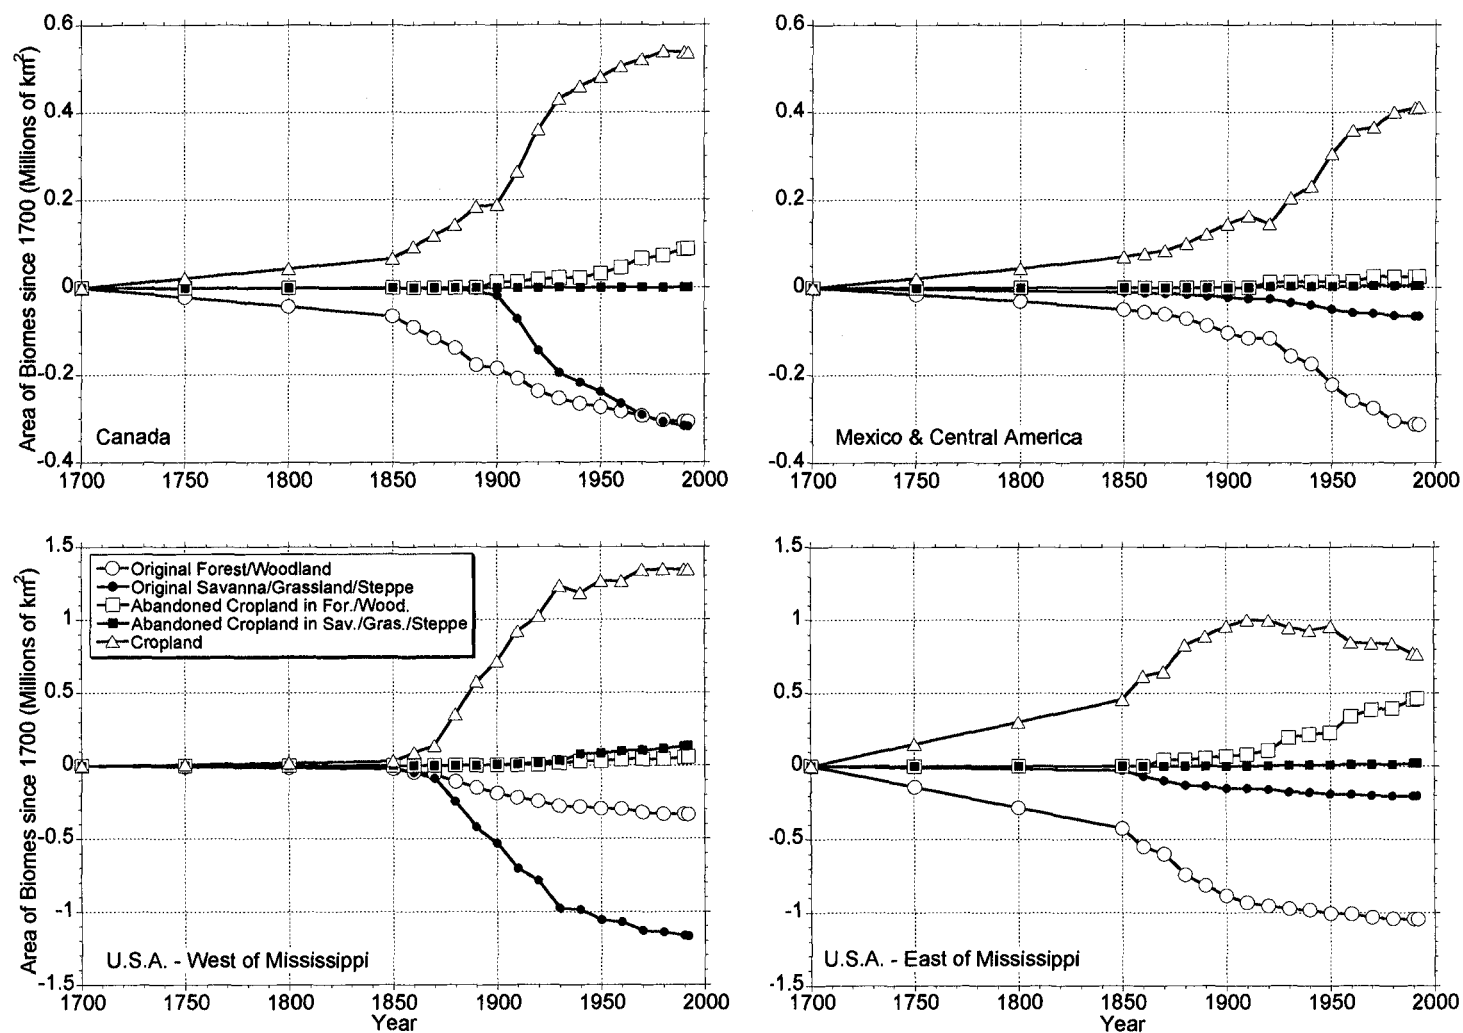 Area of Biomes since 1700 (Millions of km2)
0.6
0.4
0.2
0
-0.2
-0.4
Canada
1700 1750 1800 1850 1900 1950 2000
0.6
0.4
0.2
0
-0.2
-0.4
Mexico & Central America
1700 1750 1800 1850 1900 1950 2000
Area of Biomes since 1700 (Millions of km2)
1.5
1
0.5
0
-0.5
-1
-1.5
Original Forest/Woodland
Original Savanna/Grassland/Steppe
Abandoned Cropland in For./Wood.
Abandoned Cropland in Sav./Gras./Steppe
Cropland
U.S.A. - West of Mississippi
1700 1750 1800 1850 1900 1950 2000
Year
1.5
1
0.5
0
-0.5
-1
-1.5
U.S.A. - East of Mississippi
1700 1750 1800 1850 1900 1950 2000
Year